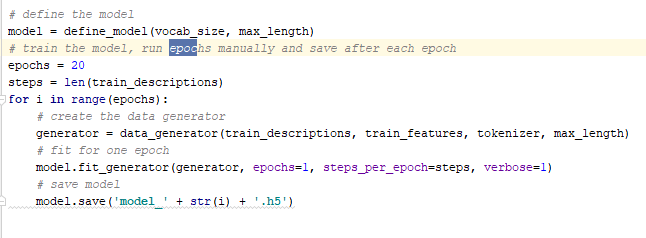 # define the model
model = define_model(vocab_size, max_length)
# train the model, run epochs manually and save after each epoch
epochs = 20
steps = len(train_descriptions)
for i in range(epochs):
    # create the data generator
    generator = data_generator(train_descriptions, train_features, tokenizer, max_length)
    # fit for one epoch
    model.fit_generator(generator, epochs=1, steps_per_epoch=steps, verbose=1)
    # save model
    model.save('model_' + str(i) + '.h5')